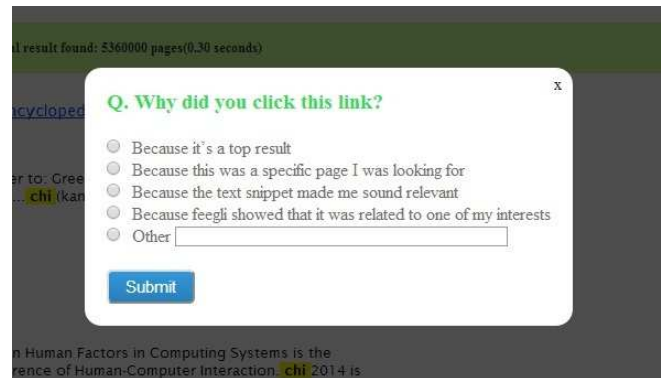 l result found: 5360000 pages(0.30 seconds)
x
Q. Why did you click this link?
ncycloped
Because it's a top result
Because this was a specific page I was looking for
er to: Gree
Because the text snippet made me sound relevant
... chi (kan
Because feegli showed that it was related to one of my interests
Other
Submit
n Human Factors in Computing Systems is the
rence of Human-Computer Interaction. chi 2014 is